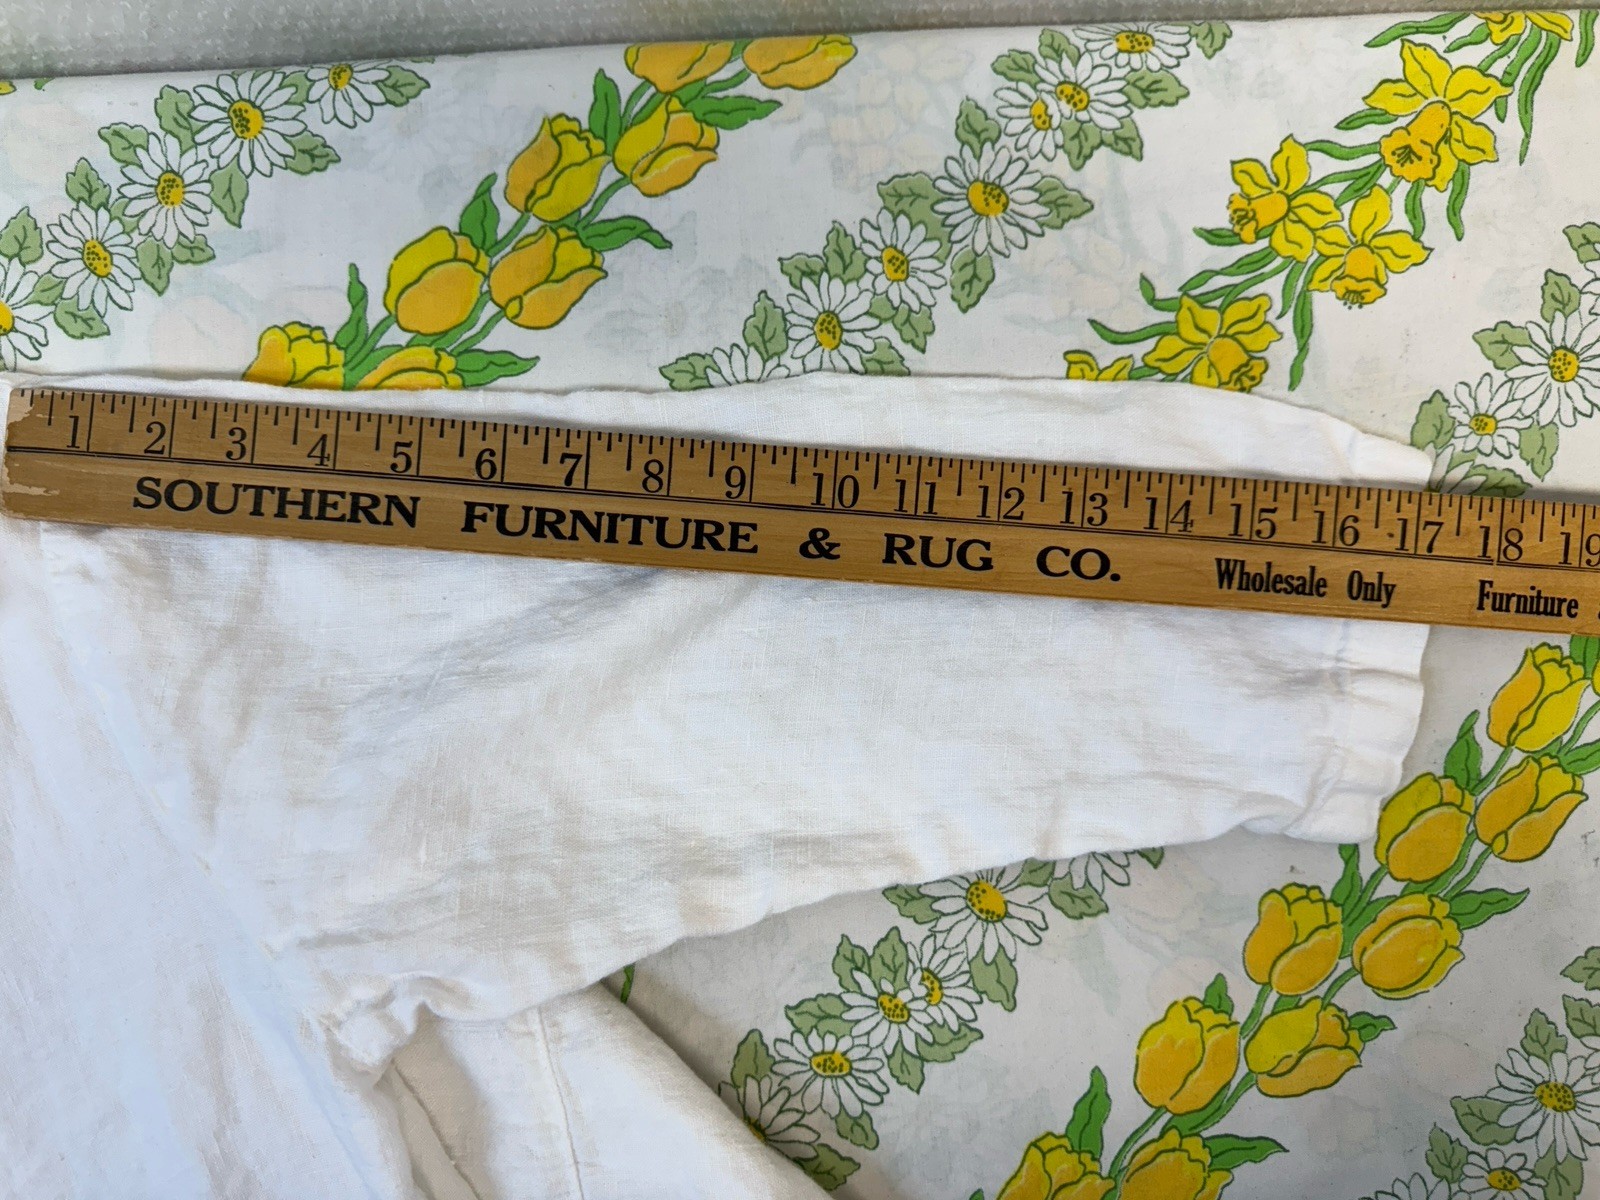 1 2 3 4 5 6 7 8 9 10 11 12 13 14 15 16 17 18 19
SOUTHERN FURNITURE & RUG CO. Wholesale Only Furniture